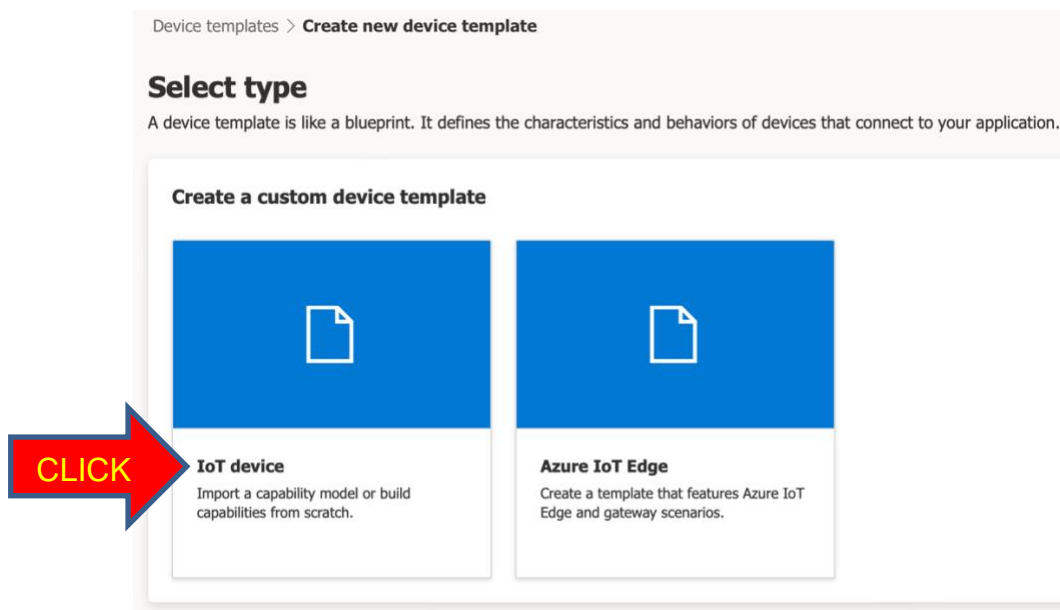 Device templates > Create new device template
Select type
A device template is like a blueprint. It defines the characteristics and behaviors of devices that connect to your application.
Create a custom device template
CLICK
IoT device
Import a capability model or build
capabilities from scratch.
Azure IoT Edge
Create a template that features Azure IoT
Edge and gateway scenarios.